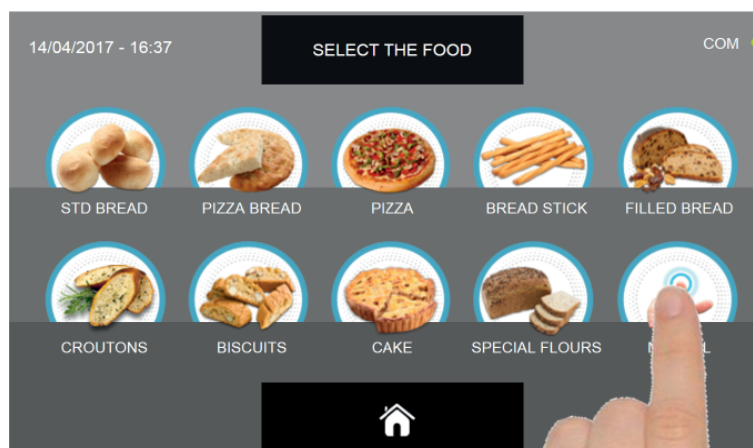 14/04/2017 - 16:37
SELECT THE FOOD
COM
STD BREAD
PIZZA BREAD
PIZZA
BREAD STICK
FILLED BREAD
CROUTONS
BISCUITS
CAKE
SPECIAL FLOURS